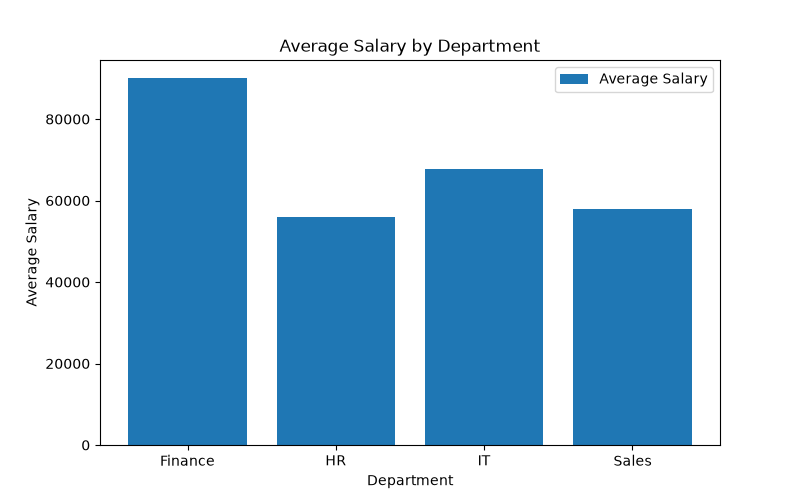 Average Salary by Department
Average Salary
80000
60000
40000
20000
0
Average Salary
Finance HR IT Sales
Department